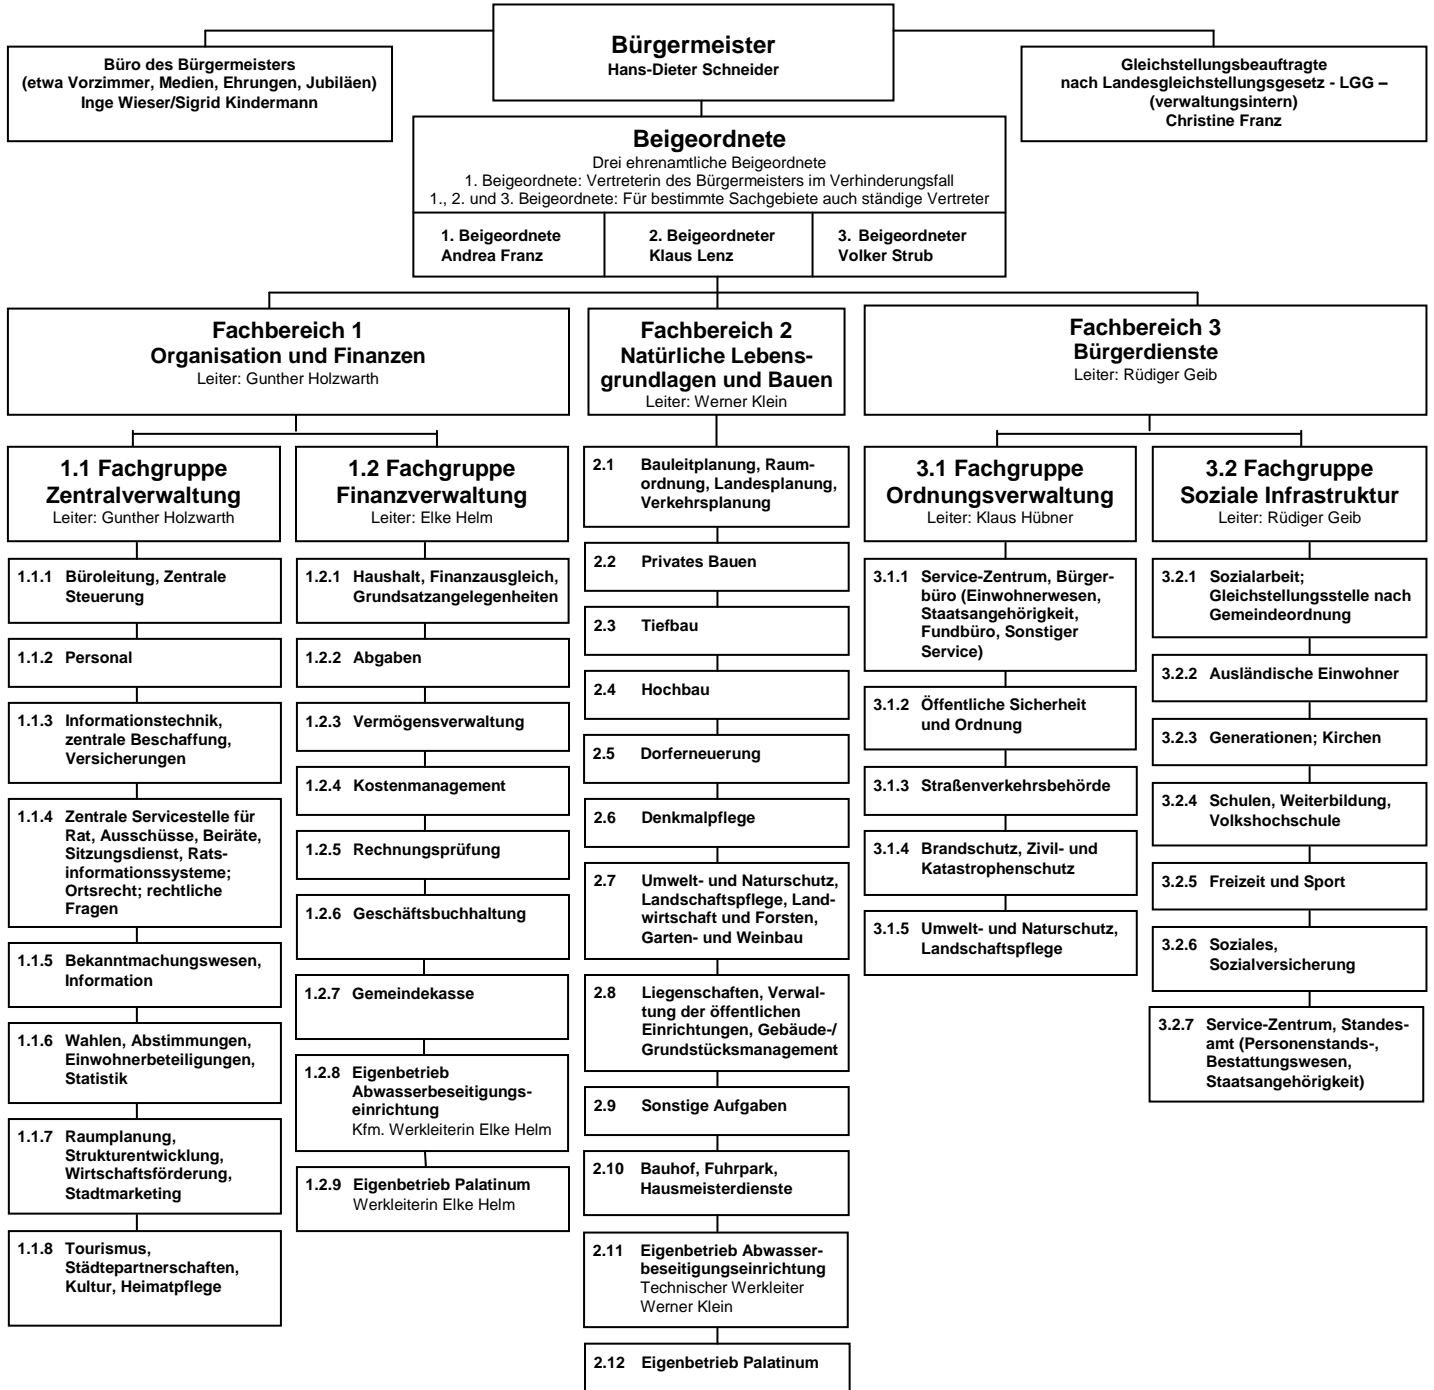 Bürgermeister
Hans-Dieter Schneider
Büro des Bürgermeisters
(etwa Vorzimmer, Medien, Ehrungen, Jubiläen)
Inge Wieser/Sigrid Kindermann
Gleichstellungsbeauftragte
nach Landesgleichstellungsgesetz - LGG –
(verwaltungsintern)
Christine Franz
Beigeordnete
Drei ehrenamtliche Beigeordnete
1. Beigeordnete: Vertreterin des Bürgermeisters im Verhinderungsfall
1., 2. und 3. Beigeordnete: Für bestimmte Sachgebiete auch ständige Vertreter
1. Beigeordnete
Andrea Franz
2. Beigeordneter
Klaus Lenz
3. Beigeordneter
Volker Strub
Fachbereich 1
Organisation und Finanzen
Leiter: Gunther Holzwarth
Fachbereich 2
Natürliche Lebens-
grundlagen und Bauen
Leiter: Werner Klein
Fachbereich 3
Bürgerdienste
Leiter: Rüdiger Geib
1.1 Fachgruppe
Zentralverwaltung
Leiter: Gunther Holzwarth
1.1.1 Büroleitung, Zentrale
Steuerung
1.1.2 Personal
1.1.3 Informationstechnik,
zentrale Beschaffung,
Versicherungen
1.1.4 Zentrale Servicestelle für
Rat, Ausschüsse, Beiräte,
Sitzungsdienst, Rats-
informationssysteme;
Ortsrecht; rechtliche
Fragen
1.1.5 Bekanntmachungswesen,
Information
1.1.6 Wahlen, Abstimmungen,
Einwohnerbeteiligungen,
Statistik
1.1.7 Raumplanung,
Strukturentwicklung,
Wirtschaftsförderung,
Stadtmarketing
1.1.8 Tourismus,
Städtepartnerschaften,
Kultur, Heimatpflege
1.2 Fachgruppe
Finanzverwaltung
Leiter: Elke Helm
1.2.1 Haushalt, Finanzausgleich,
Grundsatzangelegenheiten
1.2.2 Abgaben
1.2.3 Vermögensverwaltung
1.2.4 Kostenmanagement
1.2.5 Rechnungsprüfung
1.2.6 Geschäftsbuchhaltung
1.2.7 Gemeindekasse
1.2.8 Eigenbetrieb
Abwasserbeseitigungs-
einrichtung
Kfm. Werkleiterin Elke Helm
1.2.9 Eigenbetrieb Palatinum
Werkleiterin Elke Helm
2.1 Bauleitplanung, Raum-
ordnung, Landesplanung,
Verkehrsplanung
2.2 Privates Bauen
2.3 Tiefbau
2.4 Hochbau
2.5 Dorferneuerung
2.6 Denkmalpflege
2.7 Umwelt- und Naturschutz,
Landschaftspflege, Land-
wirtschaft und Forsten,
Garten- und Weinbau
2.8 Liegenschaften, Verwal-
tung der öffentlichen
Einrichtungen, Gebäude-/
Grundstücksmanagement
2.9 Sonstige Aufgaben
2.10 Bauhof, Fuhrpark,
Hausmeisterdienste
2.11 Eigenbetrieb Abwasser-
beseitigungseinrichtung
Technischer Werkleiter
Werner Klein
2.12 Eigenbetrieb Palatinum
3.1 Fachgruppe
Ordnungsverwaltung
Leiter: Klaus Hübner
3.1.1 Service-Zentrum, Bürger-
büro (Einwohnerwesen,
Staatsangehörigkeit,
Fundbüro, Sonstiger
Service)
3.1.2 Öffentliche Sicherheit
und Ordnung
3.1.3 Straßenverkehrsbehörde
3.1.4 Brandschutz, Zivil- und
Katastrophenschutz
3.1.5 Umwelt- und Naturschutz,
Landschaftspflege
3.2 Fachgruppe
Soziale Infrastruktur
Leiter: Rüdiger Geib
3.2.1 Sozialarbeit;
Gleichstellungsstelle nach
Gemeindeordnung
3.2.2 Ausländische Einwohner
3.2.3 Generationen; Kirchen
3.2.4 Schulen, Weiterbildung,
Volkshochschule
3.2.5 Freizeit und Sport
3.2.6 Soziales,
Sozialversicherung
3.2.7 Service-Zentrum, Standes-
amt (Personenstands-,
Bestattungswesen,
Staatsangehörigkeit)